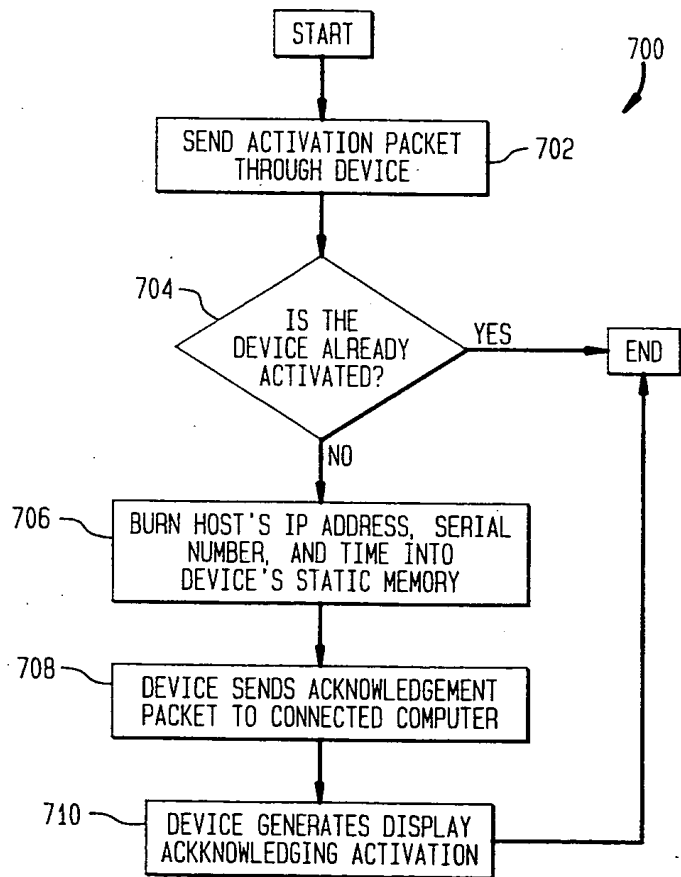 START
700
SEND ACTIVATION PACKET
THROUGH DEVICE
702
704
IS THE
DEVICE ALREADY
ACTIVATED?
YES
END
NO
706
BURN HOST'S IP ADDRESS, SERIAL
NUMBER, AND TIME INTO
DEVICE'S STATIC MEMORY
708
DEVICE SENDS ACKNOWLEDGEMENT
PACKET TO CONNECTED COMPUTER
710
DEVICE GENERATES DISPLAY
ACKKNOWLEDGING ACTIVATION